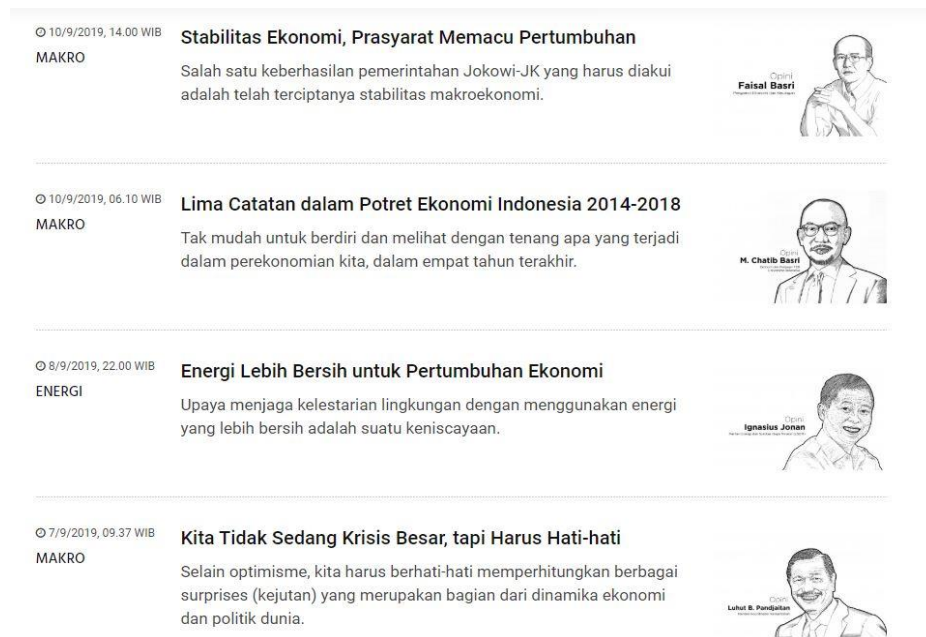 10/9/2019, 14.00 WIB
MAKRO
Stabilitas Ekonomi, Prasyarat Memacu Pertumbuhan
Salah satu keberhasilan pemerintahan Jokowi-JK yang harus diakui
adalah telah terciptanya stabilitas makroekonomi.
Opini
Faisal Basri
10/9/2019, 06.10 WIB
MAKRO
Lima Catatan dalam Potret Ekonomi Indonesia 2014-2018
Tak mudah untuk berdiri dan melihat dengan tenang apa yang terjadi
dalam perekonomian kita, dalam empat tahun terakhir.
Opini
M. Chatib Basri
8/9/2019, 22.00 WIB
ENERGI
Energi Lebih Bersih untuk Pertumbuhan Ekonomi
Upaya menjaga kelestarian lingkungan dengan menggunakan energi
yang lebih bersih adalah suatu keniscayaan.
Opini
Ignasius Jonan
7/9/2019, 09.37 WIB
MAKRO
Kita Tidak Sedang Krisis Besar, tapi Harus Hati-hati
Selain optimisme, kita harus berhati-hati memperhitungkan berbagai
surprises (kejutan) yang merupakan bagian dari dinamika ekonomi
dan politik dunia.
Opini
Luhut B. Pandjaitan